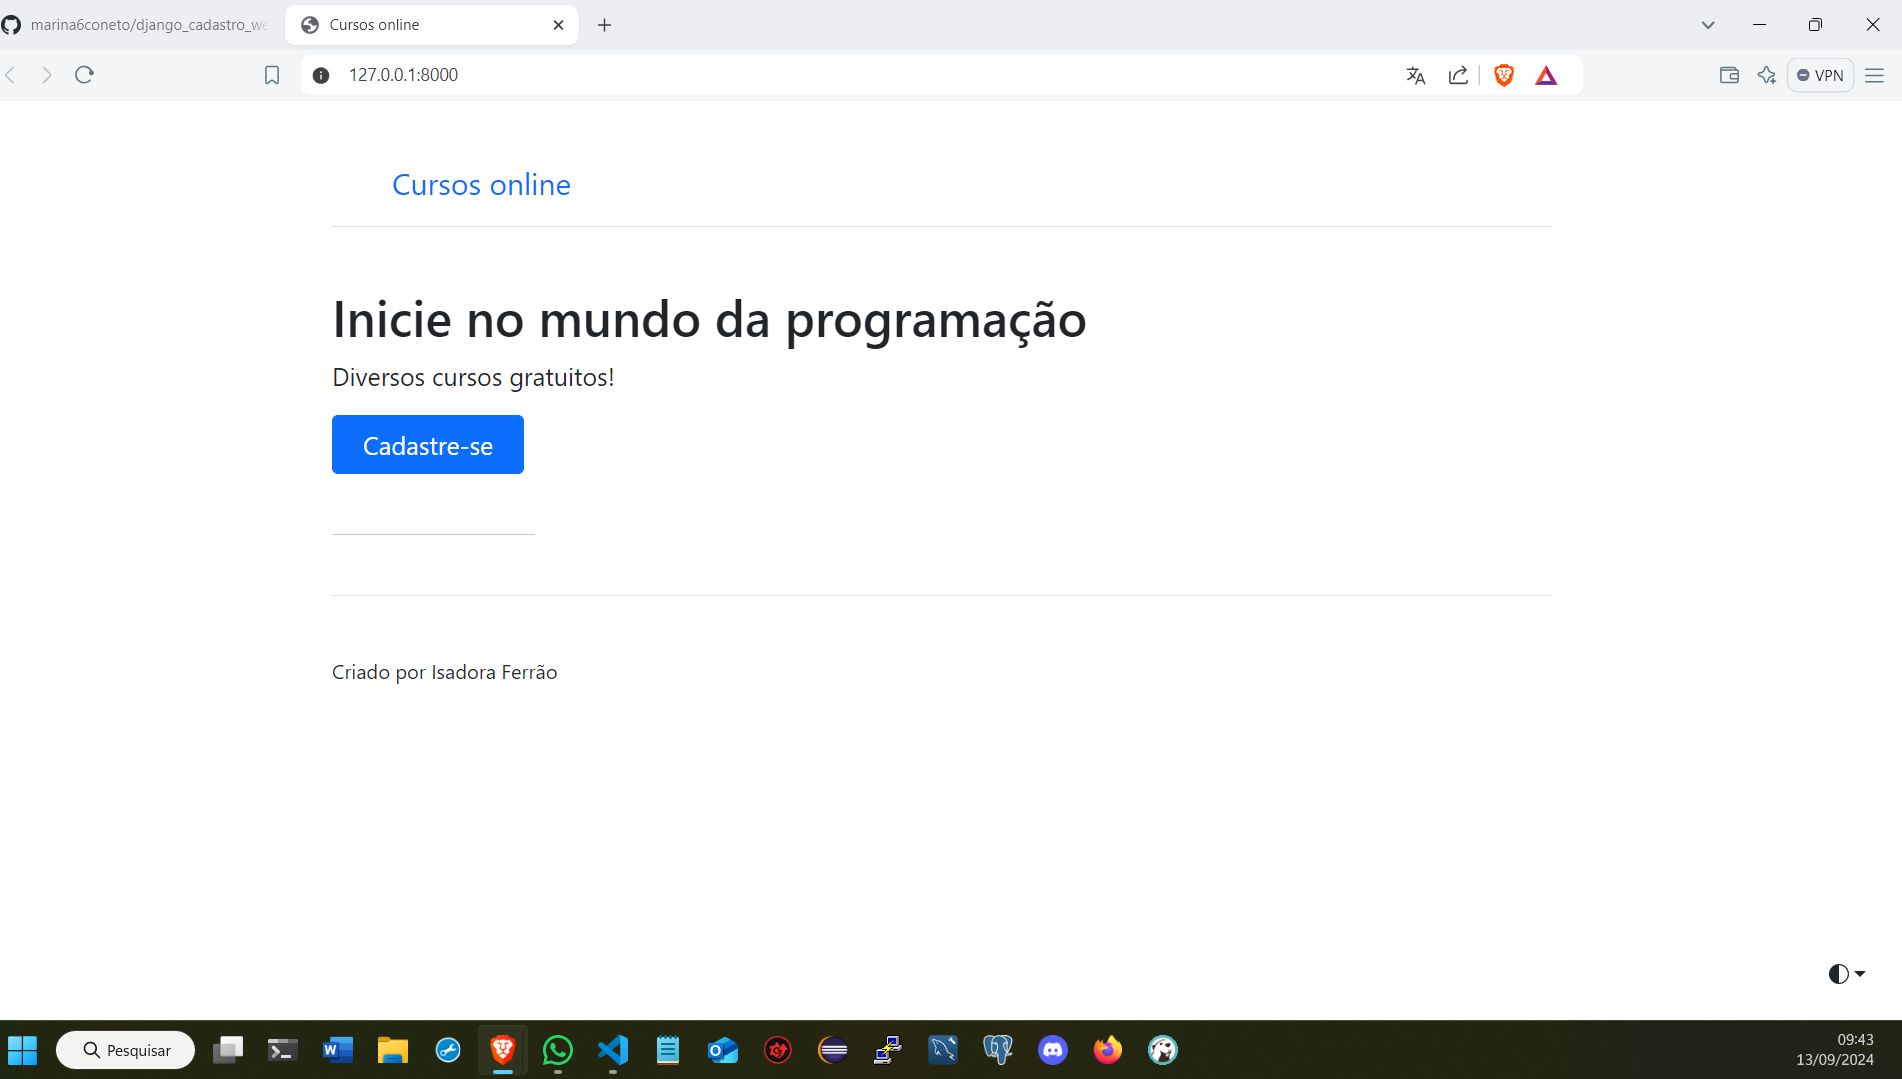 marina6coneto/django_cadastro_we
Cursos online
127.0.0.1:8000
VPN
Cursos online
Inicie no mundo da programação
Diversos cursos gratuitos!
Cadastre-se
Criado por Isadora Ferrão
Pesquisar
09:43
13/09/2024